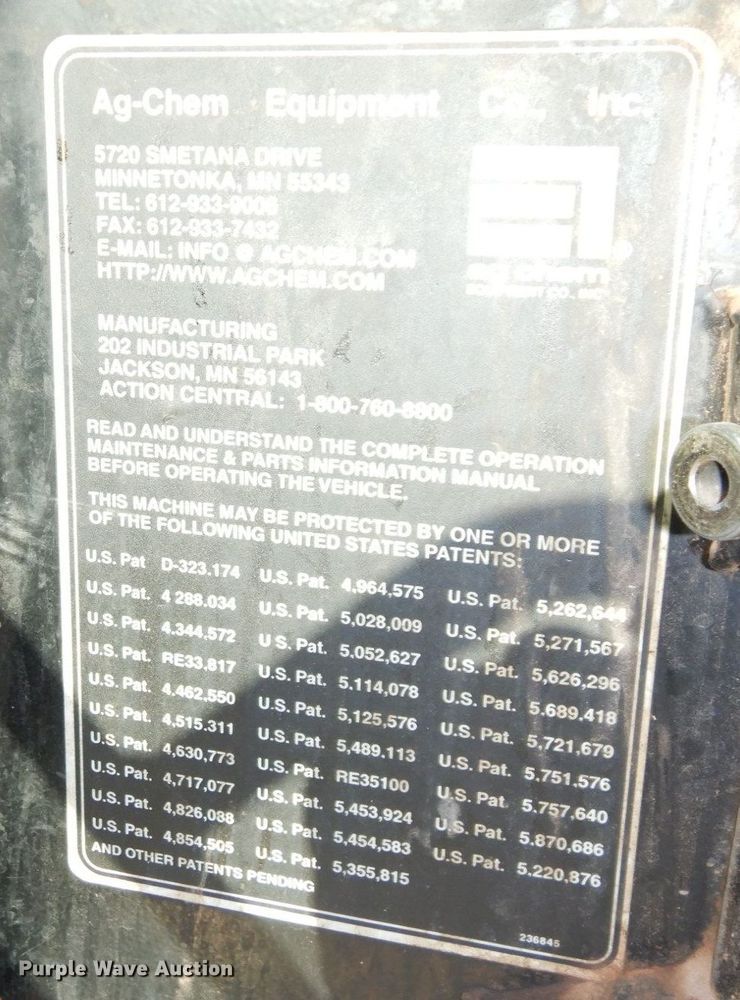 Ag-Chem Equipment Co., Inc.
5720 SMETANA DRIVE
MINNETONKA, MN 55343
TEL: 612-933-9006
FAX: 612-933-7432
E-MAIL: INFO @ AGCHEM.COM
HTTP://WWW.AGCHEM.COM
ag chem
EQUIPMENT CO., INC.
MANUFACTURING
202 INDUSTRIAL PARK
JACKSON, MN 56143
ACTION CENTRAL: 1-800-760-8800
READ AND UNDERSTAND THE COMPLETE OPERATION
MAINTENANCE & PARTS INFORMATION MANUAL
BEFORE OPERATING THE VEHICLE.
THIS MACHINE MAY BE PROTECTED BY ONE OR MORE
OF THE FOLLOWING UNITED STATES PATENTS:
U.S. Pat D-323.174
U.S. Pat. 4 288.034
U.S. Pat. 4.344,572
U.S. Pat. RE33,817
U.S. Pat. 4.462,550
U.S. Pat. 4,515.311
U.S. Pat. 4,630,773
U.S. Pat. 4,717,077
U.S. Pat. 4,826,088
U.S. Pat. 4,854,505
U.S. Pat. 4,964,575
U.S. Pat. 5,028,009
U.S. Pat. 5,052,627
U.S. Pat. 5,114,078
U.S. Pat. 5,125,576
U.S. Pat. 5,489,113
U.S. Pat. RE35100
U.S. Pat. 5,453,924
U.S. Pat. 5,454,583
U.S. Pat. 5,355,815
U.S. Pat. 5,262,644
U.S. Pat. 5,271,567
U.S. Pat. 5,626,296
U.S. Pat. 5.689.418
U.S. Pat. 5,721,679
U.S. Pat. 5,751,576
U.S. Pat. 5,757,640
U.S. Pat. 5,870,686
U.S. Pat. 5,220,876
AND OTHER PATENTS PENDING
236845
Purple Wave Auction